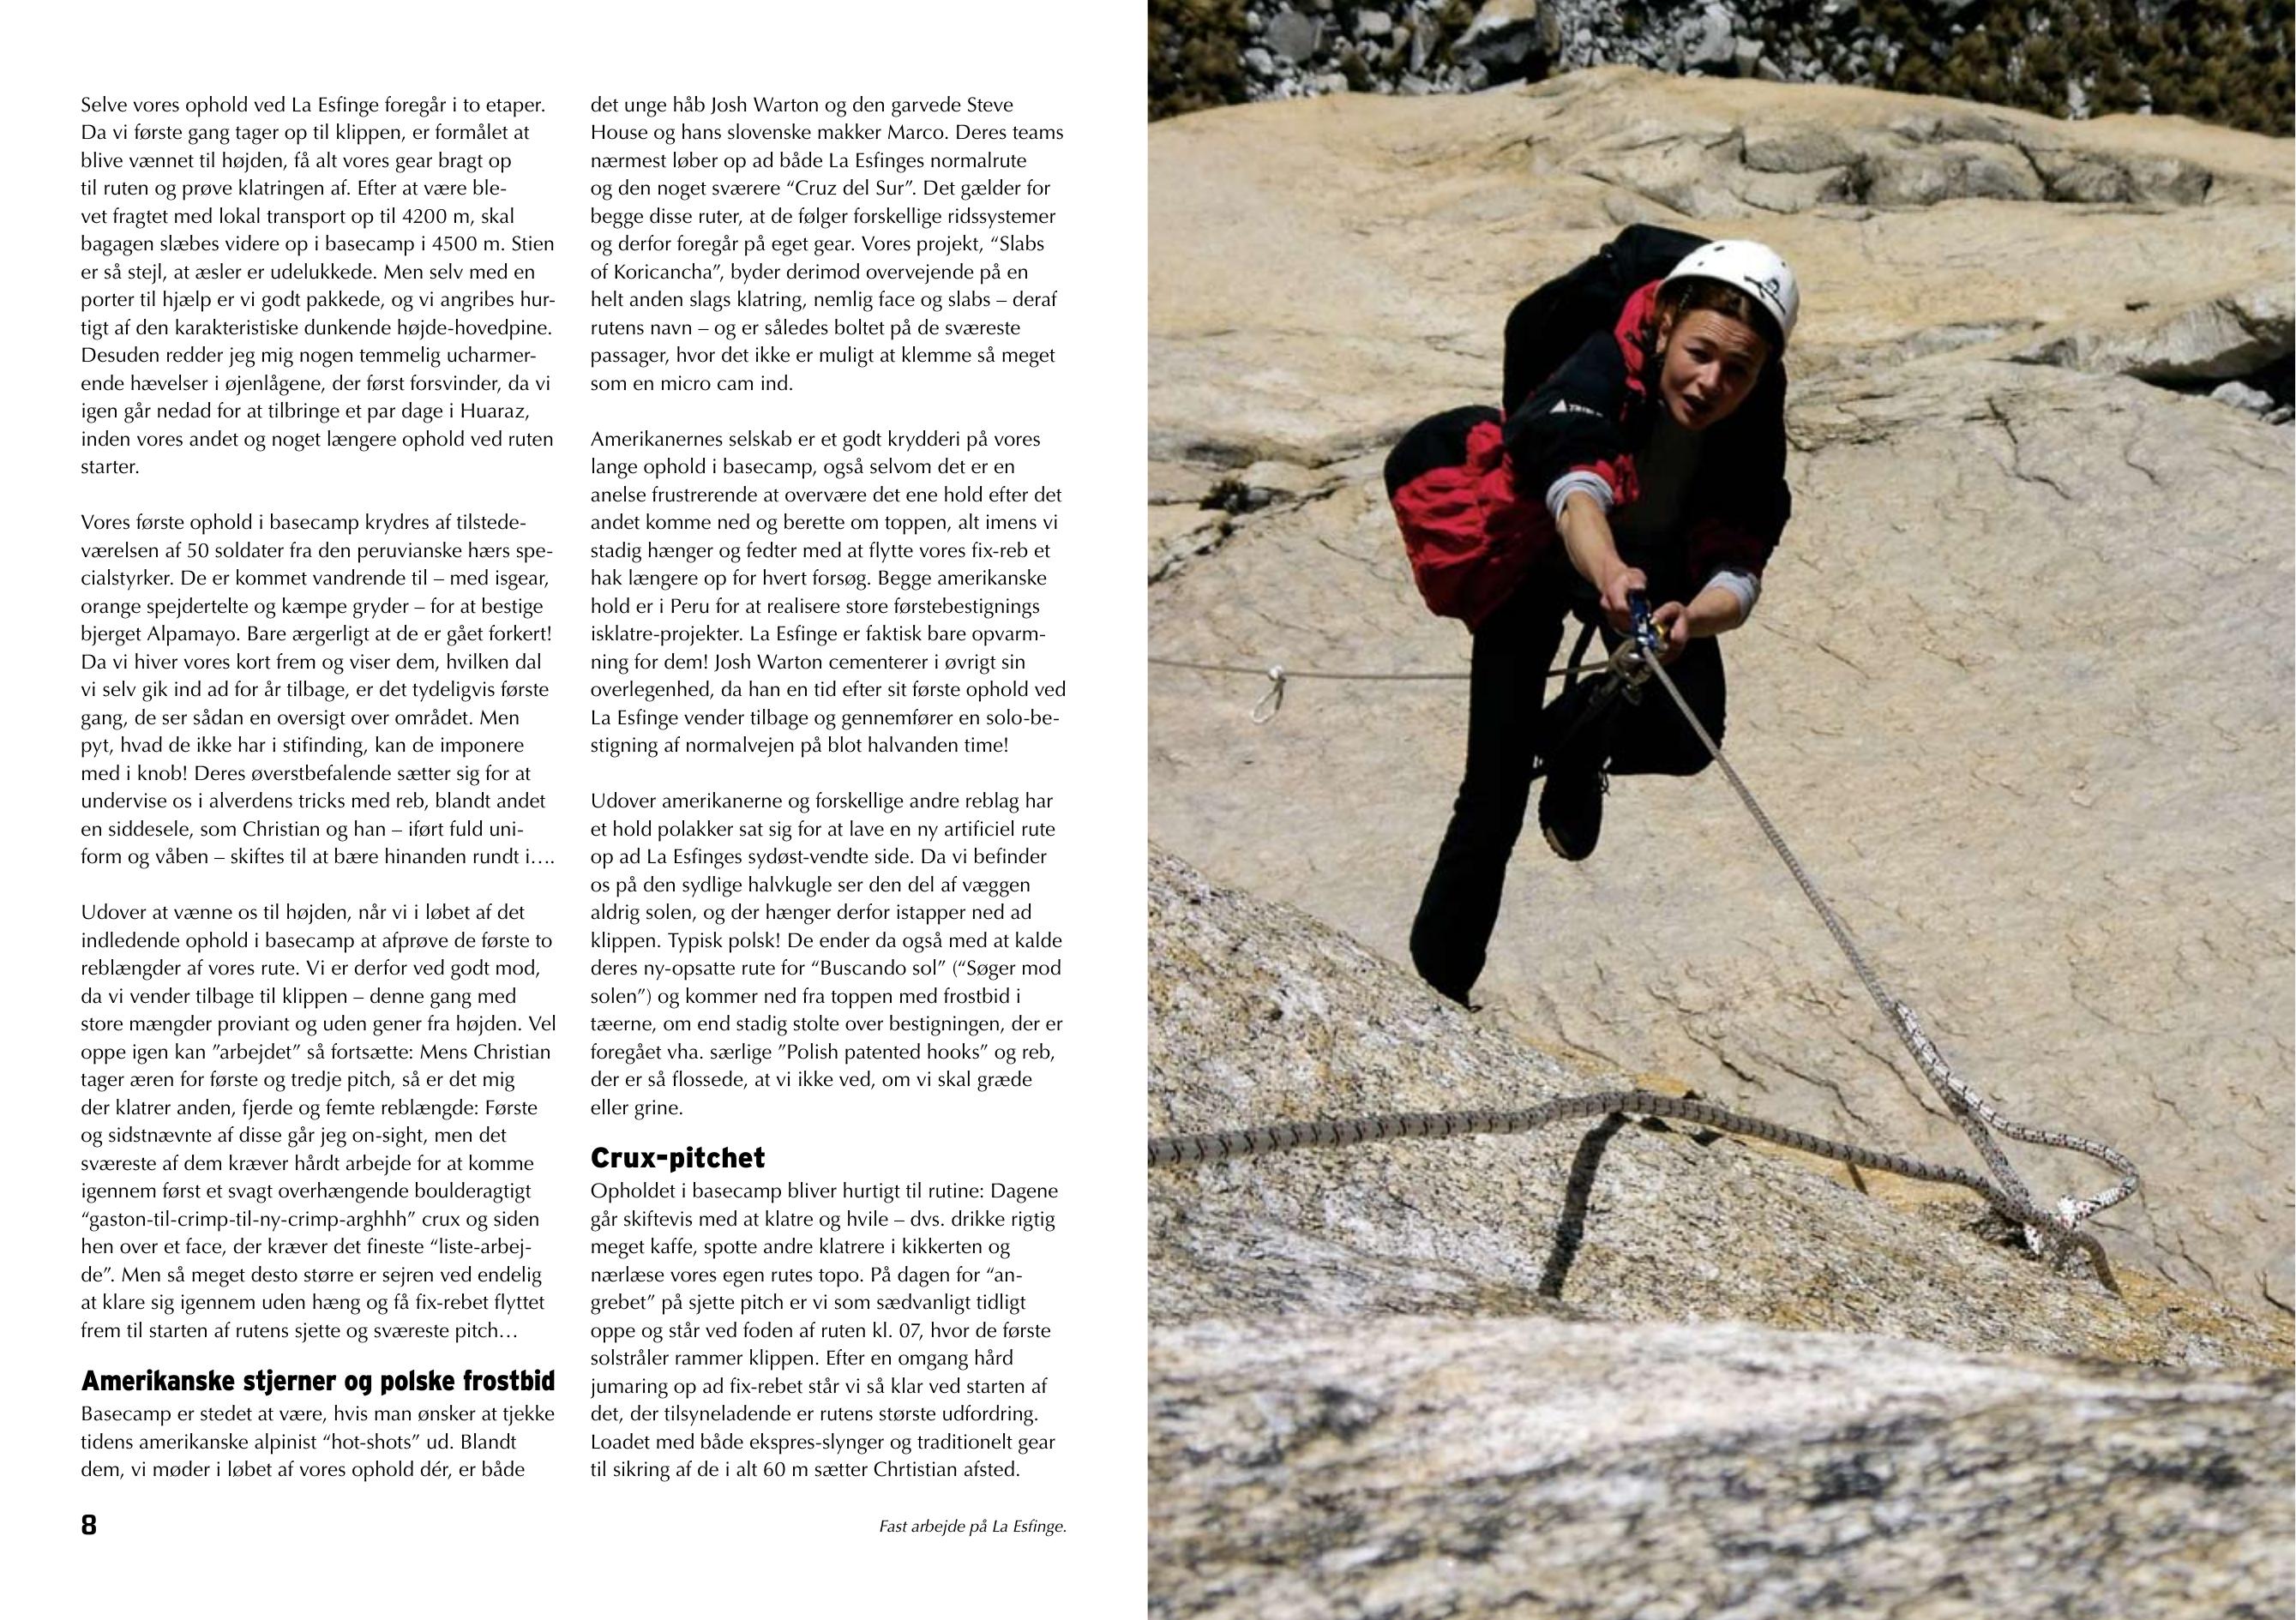 Selve vores ophold ved La Esfinge foregår i to etaper.
Da vi første gang tager op til klippen, er formålet at
blive vænnet til højden, få alt vores gear bragt op
til ruten og prøve klatringen af. Efter at være ble-
vet fragtet med lokal transport op til 4200 m, skal
bagagen slæbes videre op i basecamp i 4500 m. Stien
er så stejl, at æsler er udelukkede. Men selv med en
porter til hjælp er vi godt pakkede, og vi angribes hur-
tigt af den karakteristiske dunkende højde-hovedpine.
Desuden redder jeg mig nogen temmelig ucharmer-
ende hævelser i øjenlågene, der først forsvinder, da vi
igen går nedad for at tilbringe et par dage i Huaraz,
inden vores andet og noget længere ophold ved ruten
starter.
Vores første ophold i basecamp krydres af tilstede-
værelsen af 50 soldater fra den peruvianske hærs spe-
cialstyrker. De er kommet vandrende til – med isgear,
orange spejdertelte og kæmpe gryder – for at bestige
bjerget Alpamayo. Bare ærgerligt at de er gået forkert!
Da vi hiver vores kort frem og viser dem, hvilken dal
vi selv gik ind ad for år tilbage, er det tydeligvis første
gang, de ser sådan en oversigt over området. Men
pyt, hvad de ikke har i stifinding, kan de imponere
med i knob! Deres øverstbefalende sætter sig for at
undervise os i alverdens tricks med reb, blandt andet
en siddesele, som Christian og han – iført fuld uni-
form og våben – skiftes til at bære hinanden rundt i….
Udover at vænne os til højden, når vi i løbet af det
indledende ophold i basecamp at afprøve de første to
reblængder af vores rute. Vi er derfor ved godt mod,
da vi vender tilbage til klippen – denne gang med
store mængder proviant og uden gener fra højden. Vel
oppe igen kan ”arbejdet” så fortsætte: Mens Christian
tager æren for første og tredje pitch, så er det mig
der klatrer anden, fjerde og femte reblængde: Første
og sidstnævnte af disse går jeg on-sight, men det
sværeste af dem kræver hårdt arbejde for at komme
igennem først et svagt overhængende boulderagtigt
“gaston-til-crimp-til-ny-crimp-arghhh” crux og siden
hen over et face, der kræver det fineste “liste-arbej-
de”. Men så meget desto større er sejren ved endelig
at klare sig igennem uden hæng og få fix-rebet flyttet
frem til starten af rutens sjette og sværeste pitch…
Amerikanske stjerner og polske frostbid
Basecamp er stedet at være, hvis man ønsker at tjekke
tidens amerikanske alpinist “hot-shots” ud. Blandt
dem, vi møder i løbet af vores ophold dér, er både
det unge håb Josh Warton og den garvede Steve
House og hans slovenske makker Marco. Deres teams
nærmest løber op ad både La Esfinges normalrute
og den noget sværere “Cruz del Sur”. Det gælder for
begge disse ruter, at de følger forskellige ridssystemer
og derfor foregår på eget gear. Vores projekt, “Slabs
of Koricancha”, byder derimod overvejende på en
helt anden slags klatring, nemlig face og slabs – deraf
rutens navn – og er således boltet på de sværeste
passager, hvor det ikke er muligt at klemme så meget
som en micro cam ind.
Amerikanernes selskab er et godt krydderi på vores
lange ophold i basecamp, også selvom det er en
anelse frustrerende at overvære det ene hold efter det
andet komme ned og berette om toppen, alt imens vi
stadig hænger og fedter med at flytte vores fix-reb et
hak længere op for hvert forsøg. Begge amerikanske
hold er i Peru for at realisere store førstebestignings
isklatre-projekter. La Esfinge er faktisk bare opvarm-
ning for dem! Josh Warton cementerer i øvrigt sin
overlegenhed, da han en tid efter sit første ophold ved
La Esfinge vender tilbage og gennemfører en solo-be-
stigning af normalvejen på blot halvanden time!
Udover amerikanerne og forskellige andre reblag har
et hold polakker sat sig for at lave en ny artificiel rute
op ad La Esfinges sydøst-vendte side. Da vi befinder
os på den sydlige halvkugle ser den del af væggen
aldrig solen, og der hænger derfor istapper ned ad
klippen. Typisk polsk! De ender da også med at kalde
deres ny-opsatte rute for “Buscando sol” (“Søger mod
solen”) og kommer ned fra toppen med frostbid i
tæerne, om end stadig stolte over bestigningen, der er
foregået vha. særlige ”Polish patented hooks” og reb,
der er så flossede, at vi ikke ved, om vi skal græde
eller grine.
Crux-pitchet
Opholdet i basecamp bliver hurtigt til rutine: Dagene
går skiftevis med at klatre og hvile – dvs. drikke rigtig
meget kaffe, spotte andre klatrere i kikkerten og
nærlæse vores egen rutes topo. På dagen for “an-
grebet” på sjette pitch er vi som sædvanligt tidligt
oppe og står ved foden af ruten kl. 07, hvor de første
solstråler rammer klippen. Efter en omgang hård
jumaring op ad fix-rebet står vi så klar ved starten af
det, der tilsyneladende er rutens største udfordring.
Loadet med både ekspres-slynger og traditionelt gear
til sikring af de i alt 60 m sætter Chrtistian afsted.
8
Fast arbejde på La Esfinge.